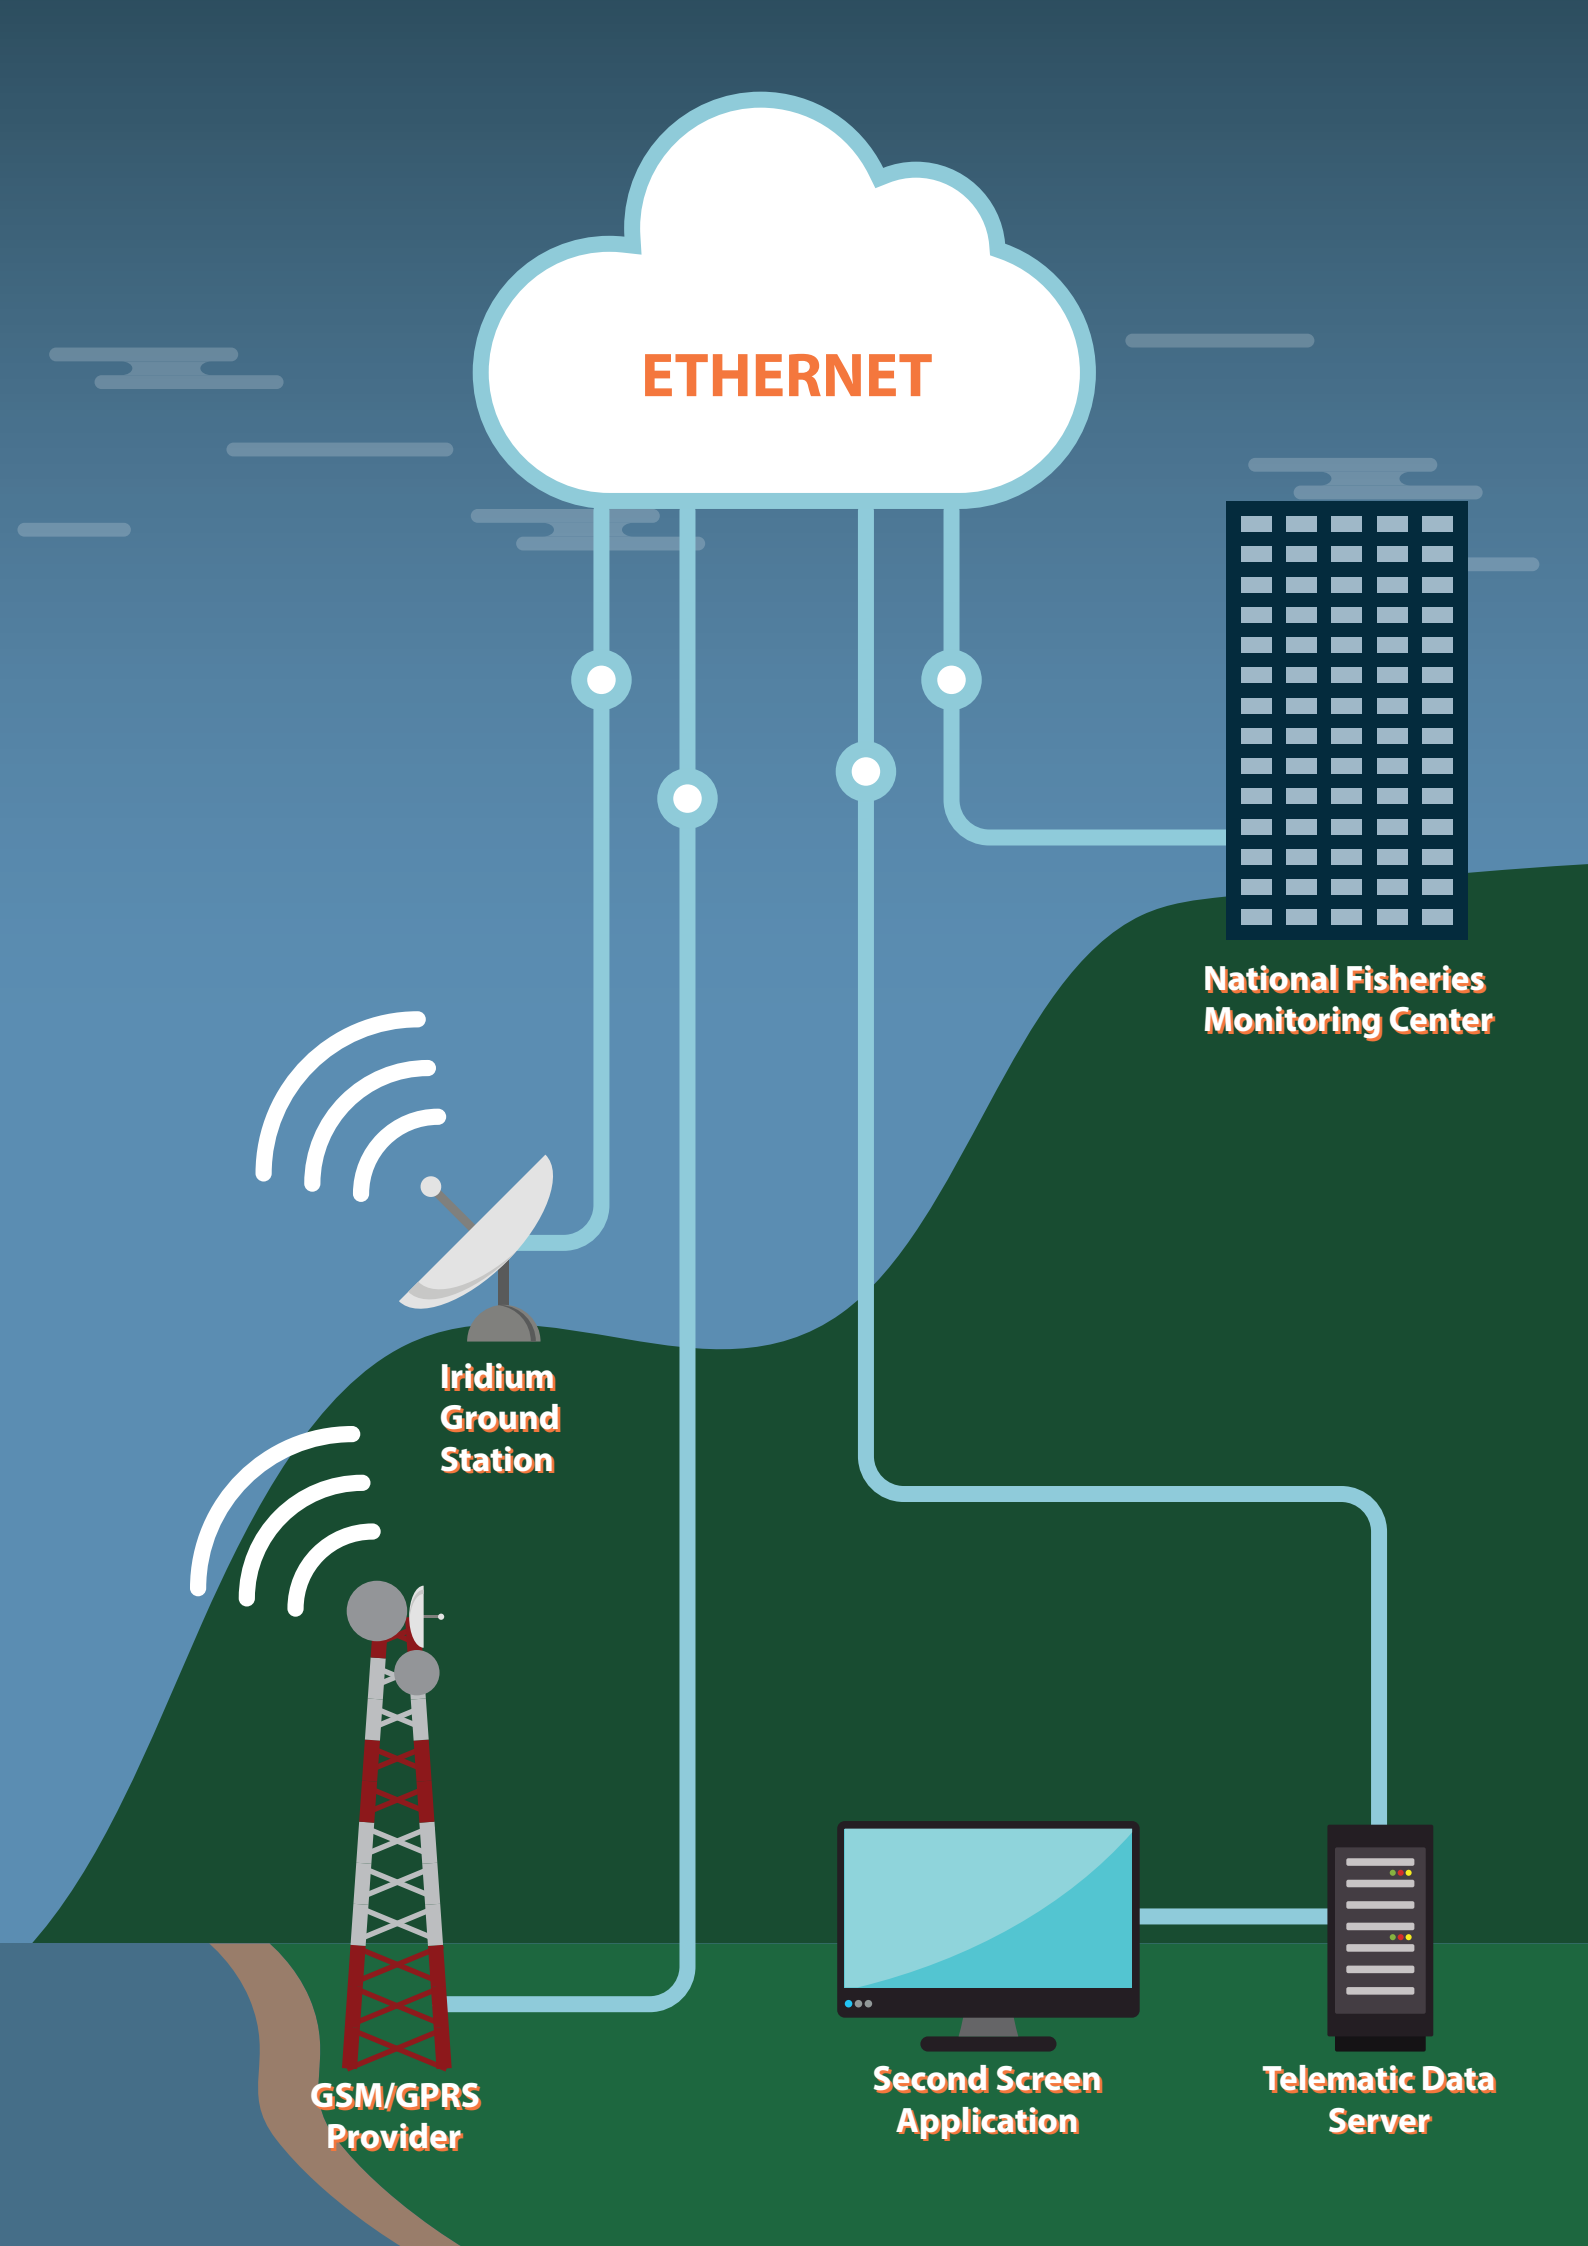 ETHERNET
National Fisheries
Monitoring Center
Iridium
Ground
Station
GSM/GPRS
Provider
Second Screen
Application
Telematic Data
Server